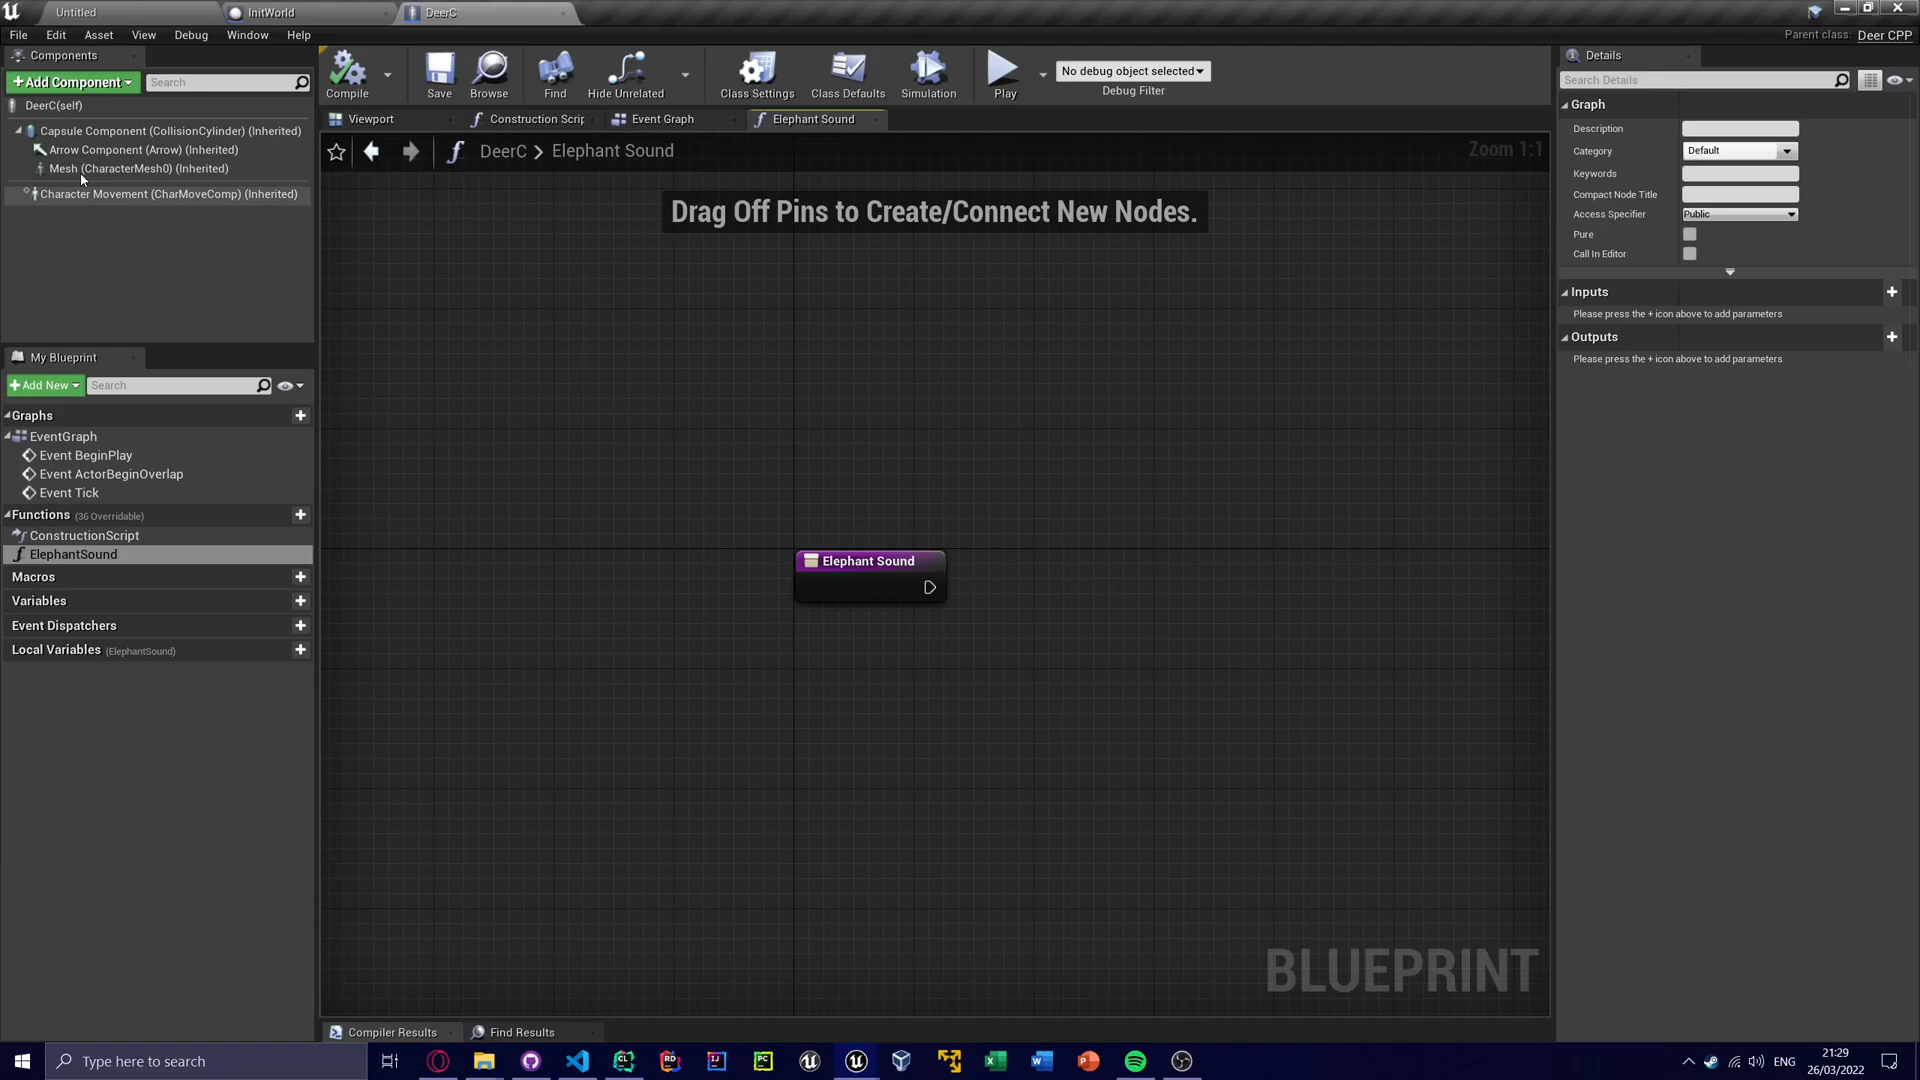 Untitled
InitWorld
DeerC
File Edit Asset View Debug Window Help
Parent class: Deer CPP
Components
+Add Component
Search
DeerC(self)
Capsule Component (CollisionCylinder) (Inherited)
Arrow Component (Arrow) (Inherited)
Mesh (CharacterMesh0) (Inherited)
Character Movement (CharMoveComp) (Inherited)
Compile
Save
Browse
Find
Hide Unrelated
Class Settings
Class Defaults
Simulation
Play
No debug object selected
Debug Filter
Viewport
Construction Scrip
Event Graph
Elephant Sound
DeerC > Elephant Sound
Zoom 1:1
Drag Off Pins to Create/Connect New Nodes.
Elephant Sound
BLUEPRINT
My Blueprint
+Add New
Search
Graphs
EventGraph
Event BeginPlay
Event ActorBeginOverlap
Event Tick
Functions (36 Overridable)
ConstructionScript
ElephantSound
Macros
Variables
Event Dispatchers
Local Variables (ElephantSound)
Details
Search Details
Graph
Description
Category Default
Keywords
Compact Node Title
Access Specifier Public
Pure
Call In Editor
Inputs
Please press the + icon above to add parameters
Outputs
Please press the + icon above to add parameters
Compiler Results
Find Results
Type here to search
ENG
21:29
26/03/2022